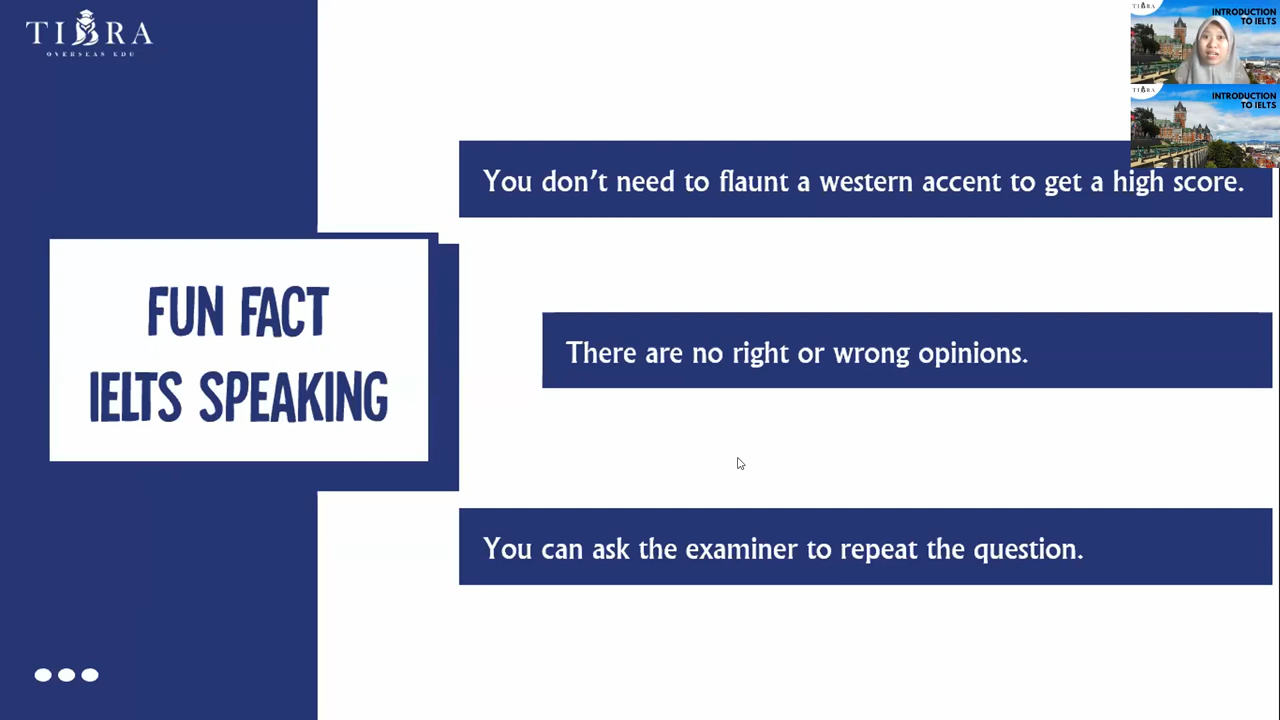 TIBRA
OVERSEAS EDU
FUN FACT
IELTS SPEAKING
You don't need to flaunt a western accent to get a high score.
There are no right or wrong opinions.
You can ask the examiner to repeat the question.
INTRODUCTION
TO IELTS
INTRODUCTION
TO IELTS